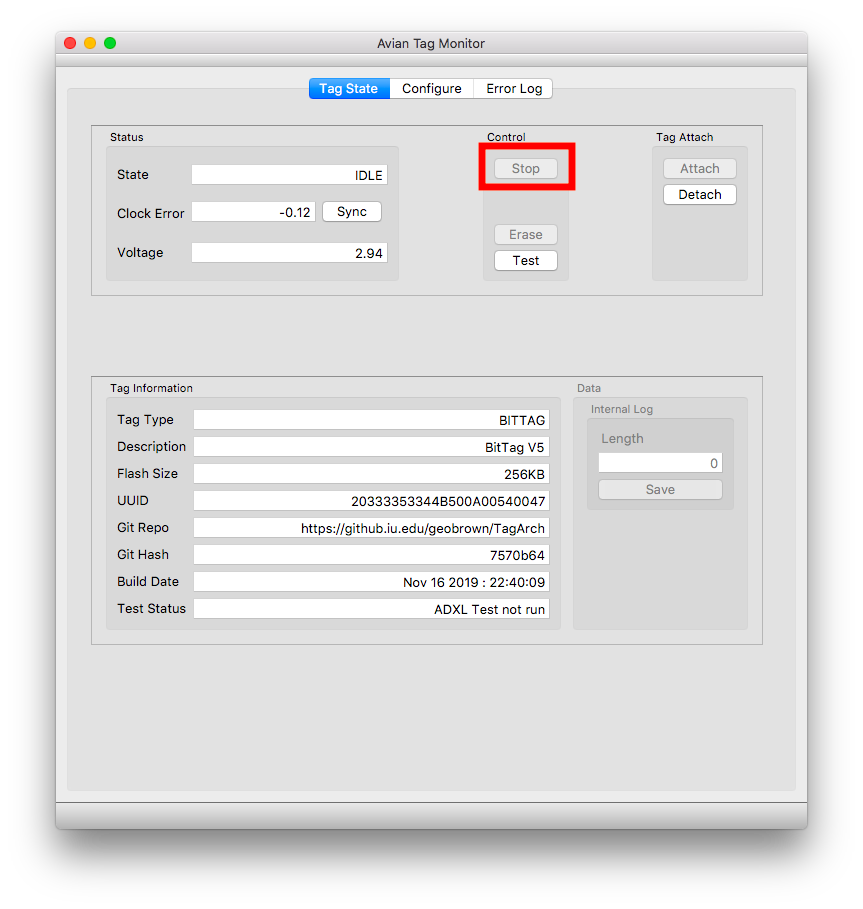 Avian Tag Monitor
Tag State Configure Error Log
Status
State IDLE
Clock Error -0.12 Sync
Voltage 2.94
Control
Stop
Erase
Test
Tag Attach
Attach
Detach
Tag Information
Tag Type BITTAG
Description BitTag V5
Flash Size 256KB
UUID 20333353344B500A00540047
Git Repo https://github.iu.edu/geobrown/TagArch
Git Hash 7570b64
Build Date Nov 16 2019 : 22:40:09
Test Status ADXL Test not run
Data
Internal Log
Length
0
Save